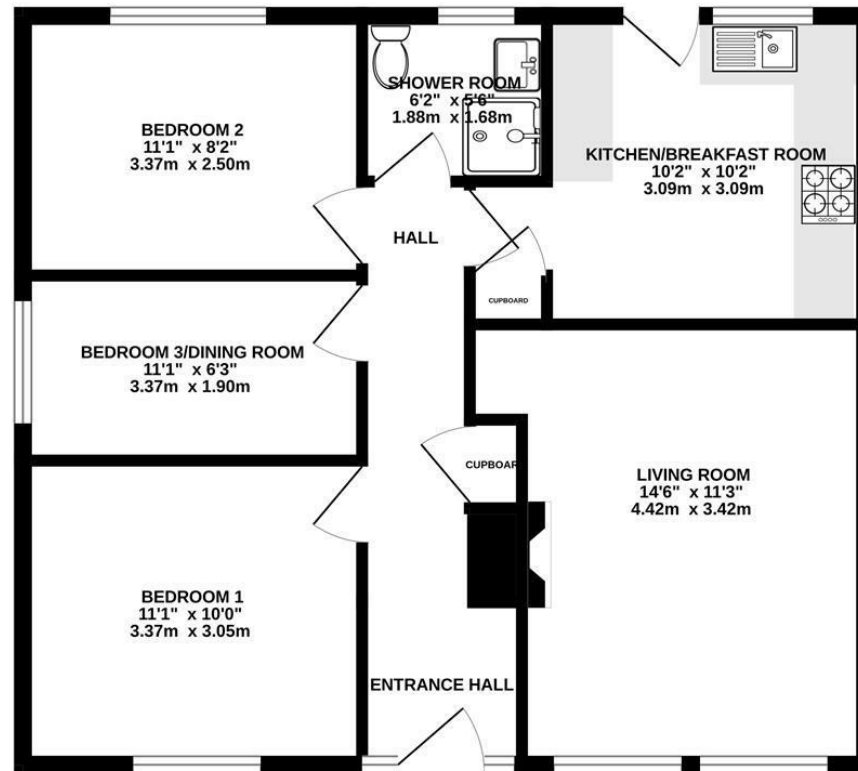 BEDROOM 2
11'1" x 8'2"
3.37m x 2.50m
SHOWER ROOM
6'2" x 5'6"
1.88m x 1.68m
KITCHEN/BREAKFAST ROOM
10'2" x 10'2"
3.09m x 3.09m
HALL
CUPBOARD
BEDROOM 3/DINING ROOM
11'1" x 6'3"
3.37m x 1.90m
CUPBOAR
LIVING ROOM
14'6" x 11'3"
4.42m x 3.42m
BEDROOM 1
11'1" x 10'0"
3.37m x 3.05m
ENTRANCE HALL